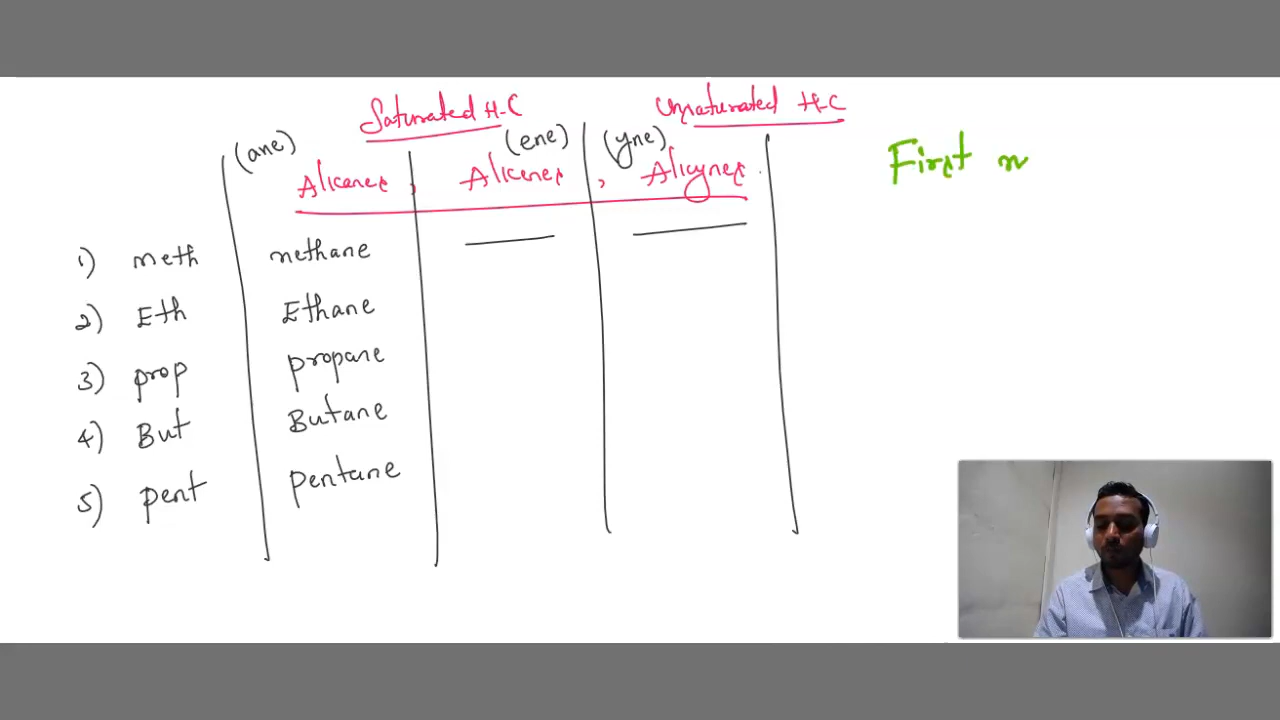 Saturated H-C Unsaturated H-C
(ane) (ene) (yne)
Alkanes, Alkenes, Alkynes.
First m
1) meth methane
2) Eth Ethane
3) prop propane
4) But Butane
5) pent pentane